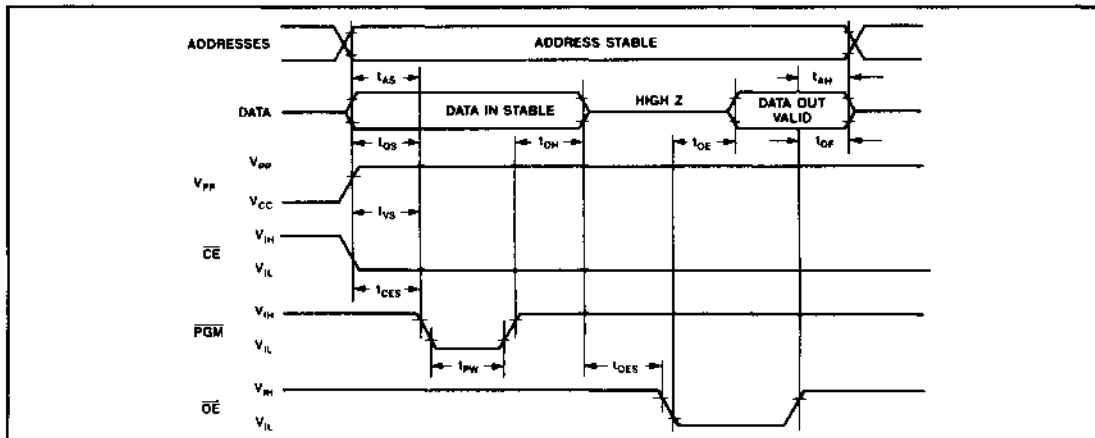 ADDRESSES
ADDRESS STABLE
tAS
tAH
DATA
DATA IN STABLE
HIGH Z
DATA OUT
VALID
tDS
tDH
tOE
tDF
VPP
VPP
VCC
tVS
VIH
CE
VIL
tCES
VIH
PGM
VIL
tPW
tOES
VIH
OE
VIL